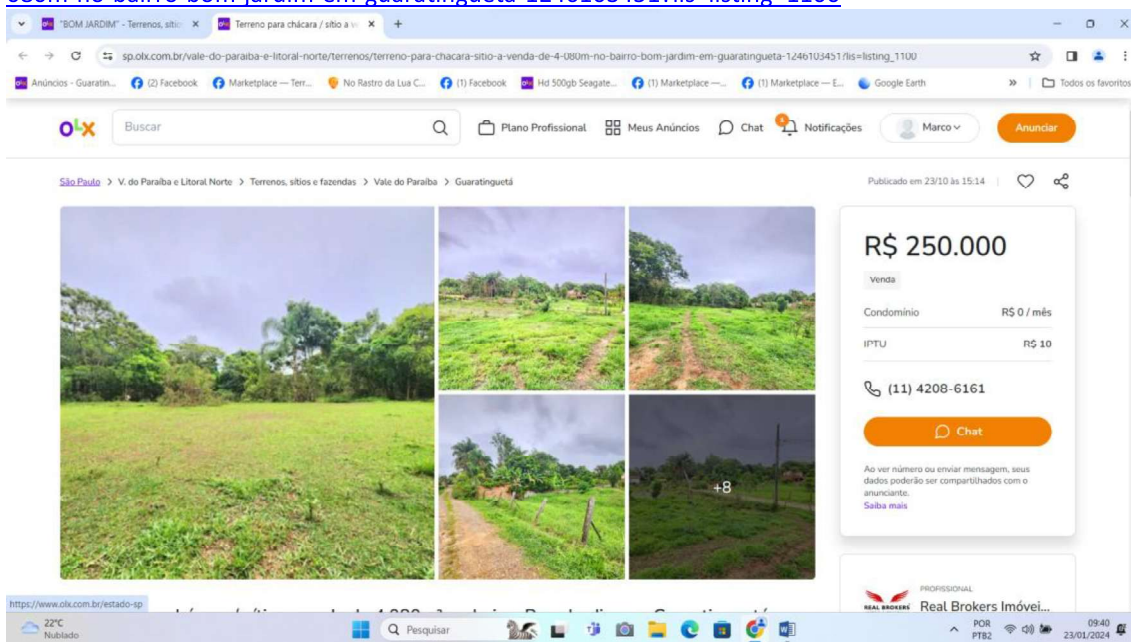 "BOM JARDIM" - Terrenos, sítio
Terreno para chácara / sítio a ve
sp.olx.com.br/vale-do-paraiba-e-litoral-norte/terrenos/terreno-para-chacara-sitio-a-venda-de-4-080m-no-bairro-bom-jardim-em-guaratingueta-1246103451?lis=listing_1100
Anúncios - Guaratin... (2) Facebook Marketplace — Terr... No Rastro da Lua C... (1) Facebook Hd 500gb Seagate... (1) Marketplace —... (1) Marketplace — E... Google Earth » Todos os favoritos
OLX Buscar Plano Profissional Meus Anúncios Chat Notificações Marco Anunciar
São Paulo > V. do Paraíba e Litoral Norte > Terrenos, sítios e fazendas > Vale do Paraíba > Guaratinguetá
Publicado em 23/10 às 15:14
R$ 250.000
Venda
Condomínio R$ 0 / mês
IPTU R$ 10
(11) 4208-6161
Chat
Ao ver número ou enviar mensagem, seus
dados poderão ser compartilhados com o
anunciante.
Saiba mais
+8
PROFISSIONAL
REAL BROKERS Real Brokers Imóvei...
https://www.olx.com.br/estado-sp
22°C
Nublado
Pesquisar
POR
PTB2
09:40
23/01/2024